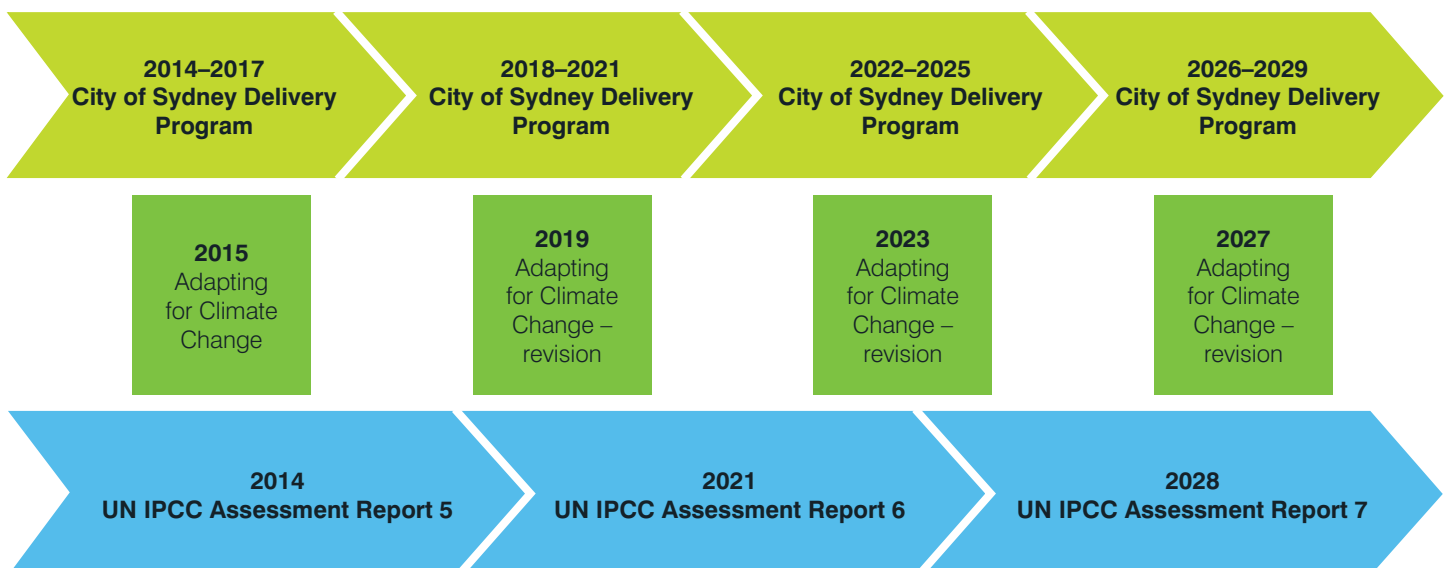 2014–2017
City of Sydney Delivery
Program
2018–2021
City of Sydney Delivery
Program
2022–2025
City of Sydney Delivery
Program
2026–2029
City of Sydney Delivery
Program
2015
Adapting
for Climate
Change
2019
Adapting
for Climate
Change –
revision
2023
Adapting
for Climate
Change –
revision
2027
Adapting
for Climate
Change –
revision
2014
UN IPCC Assessment Report 5
2021
UN IPCC Assessment Report 6
2028
UN IPCC Assessment Report 7